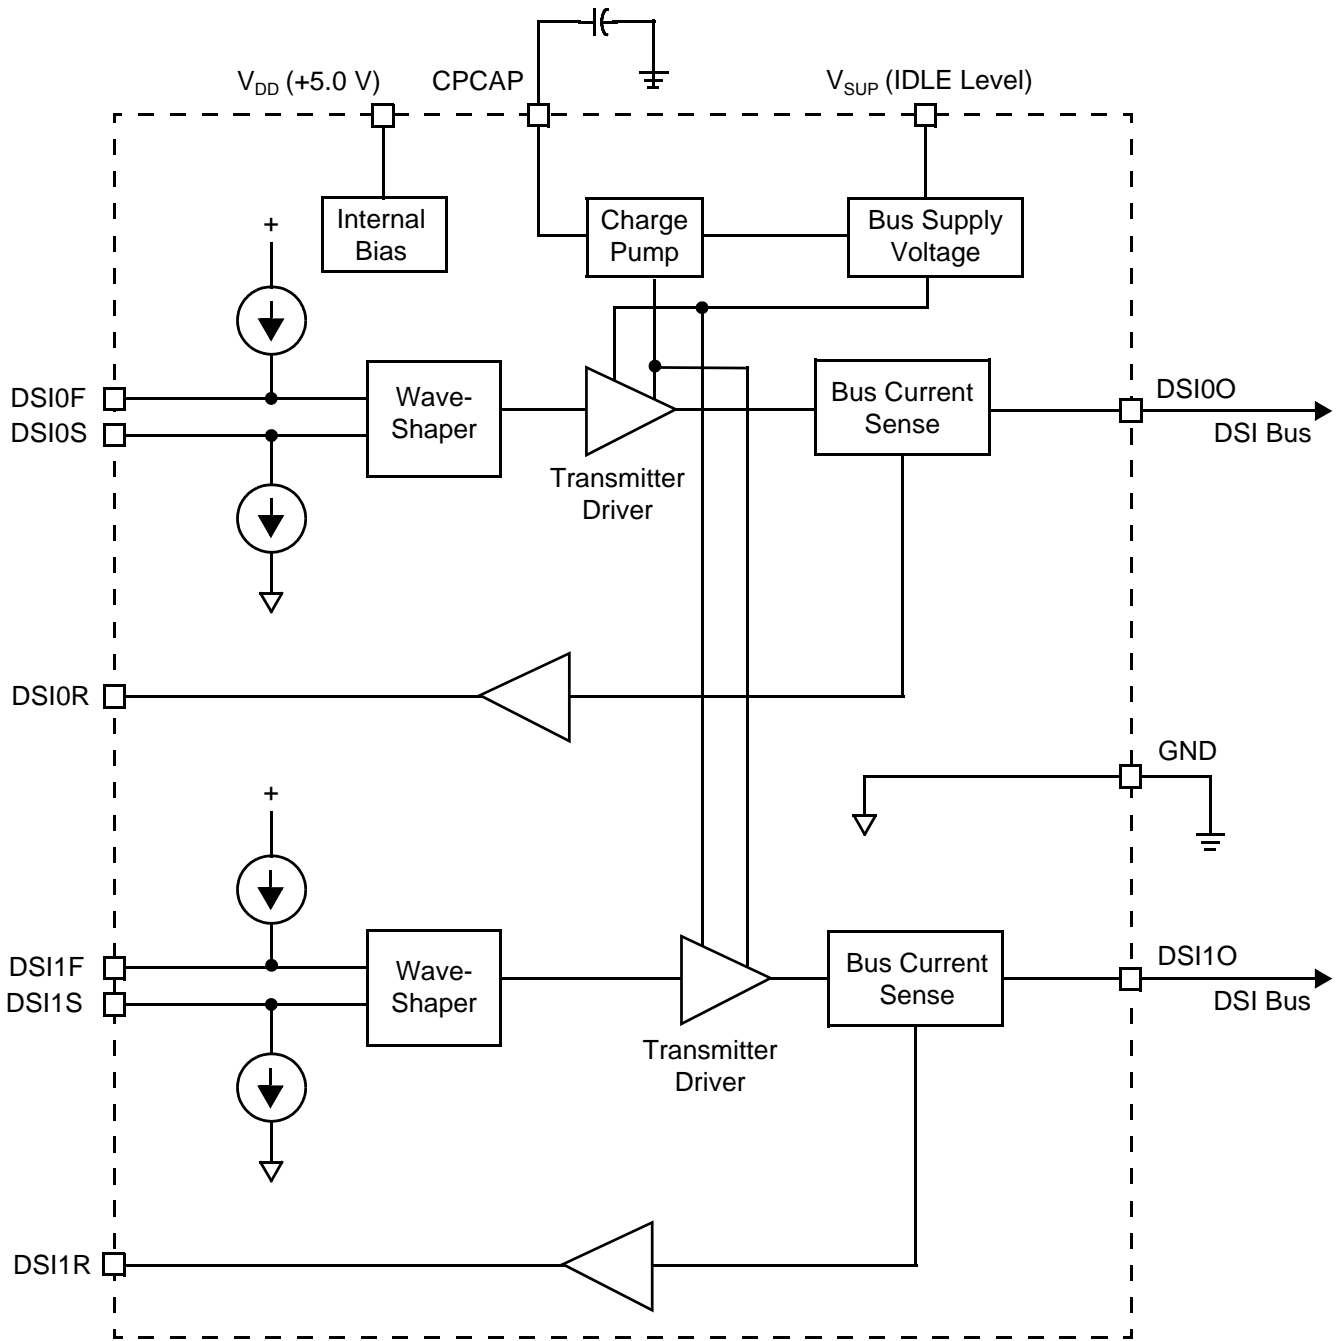 V_DD (+5.0 V)
CPCAP
V_SUP (IDLE Level)
Internal
Bias
Charge
Pump
Bus Supply
Voltage
+
DSI0F
DSI0S
Wave-
Shaper
Transmitter
Driver
Bus Current
Sense
DSI0O
DSI Bus
DSI0R
GND
+
DSI1F
DSI1S
Wave-
Shaper
Transmitter
Driver
Bus Current
Sense
DSI1O
DSI Bus
DSI1R